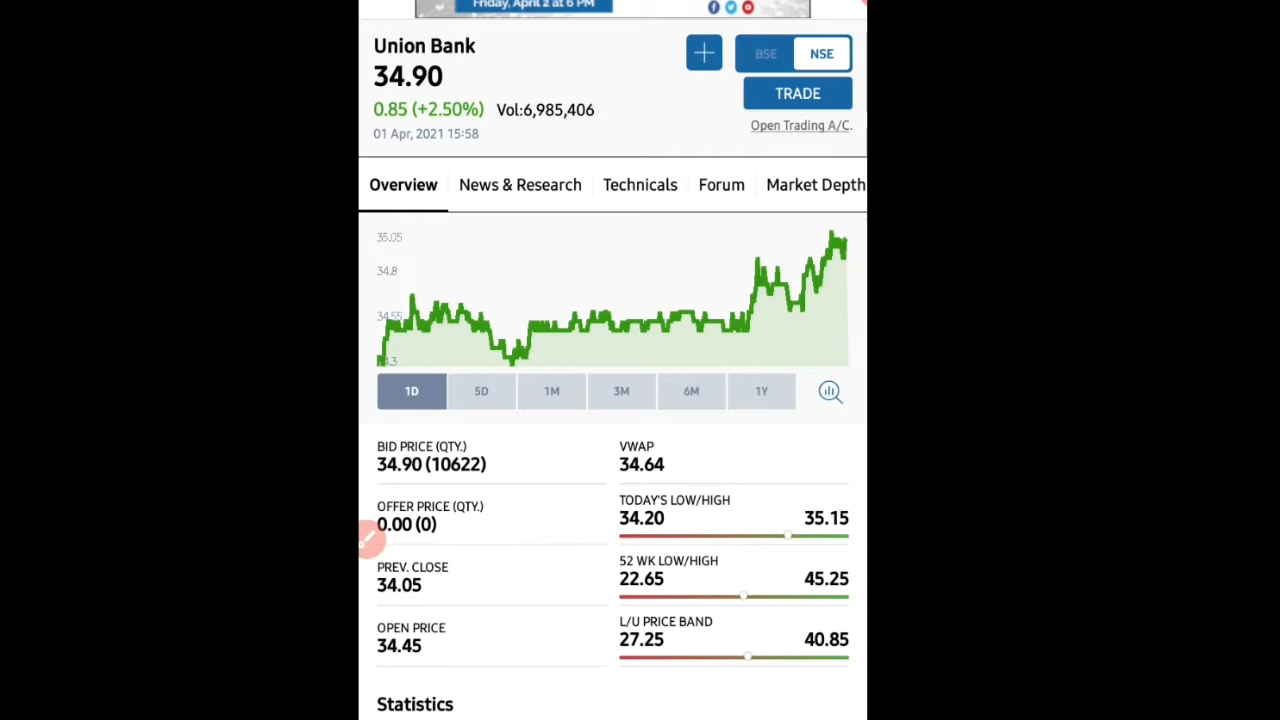 Friday, April 2 at 6 PM
Union Bank
34.90
0.85 (+2.50%) Vol:6,985,406
01 Apr, 2021 15:58
BSE NSE
TRADE
Open Trading A/C.
Overview News & Research Technicals Forum Market Depth
35.05
34.8
34.55
1D 5D 1M 3M 6M 1Y
BID PRICE (QTY.)
34.90 (10622)
VWAP
34.64
OFFER PRICE (QTY.)
0.00 (0)
TODAY'S LOW/HIGH
34.20 35.15
PREV. CLOSE
34.05
52 WK LOW/HIGH
22.65 45.25
OPEN PRICE
34.45
L/U PRICE BAND
27.25 40.85
Statistics